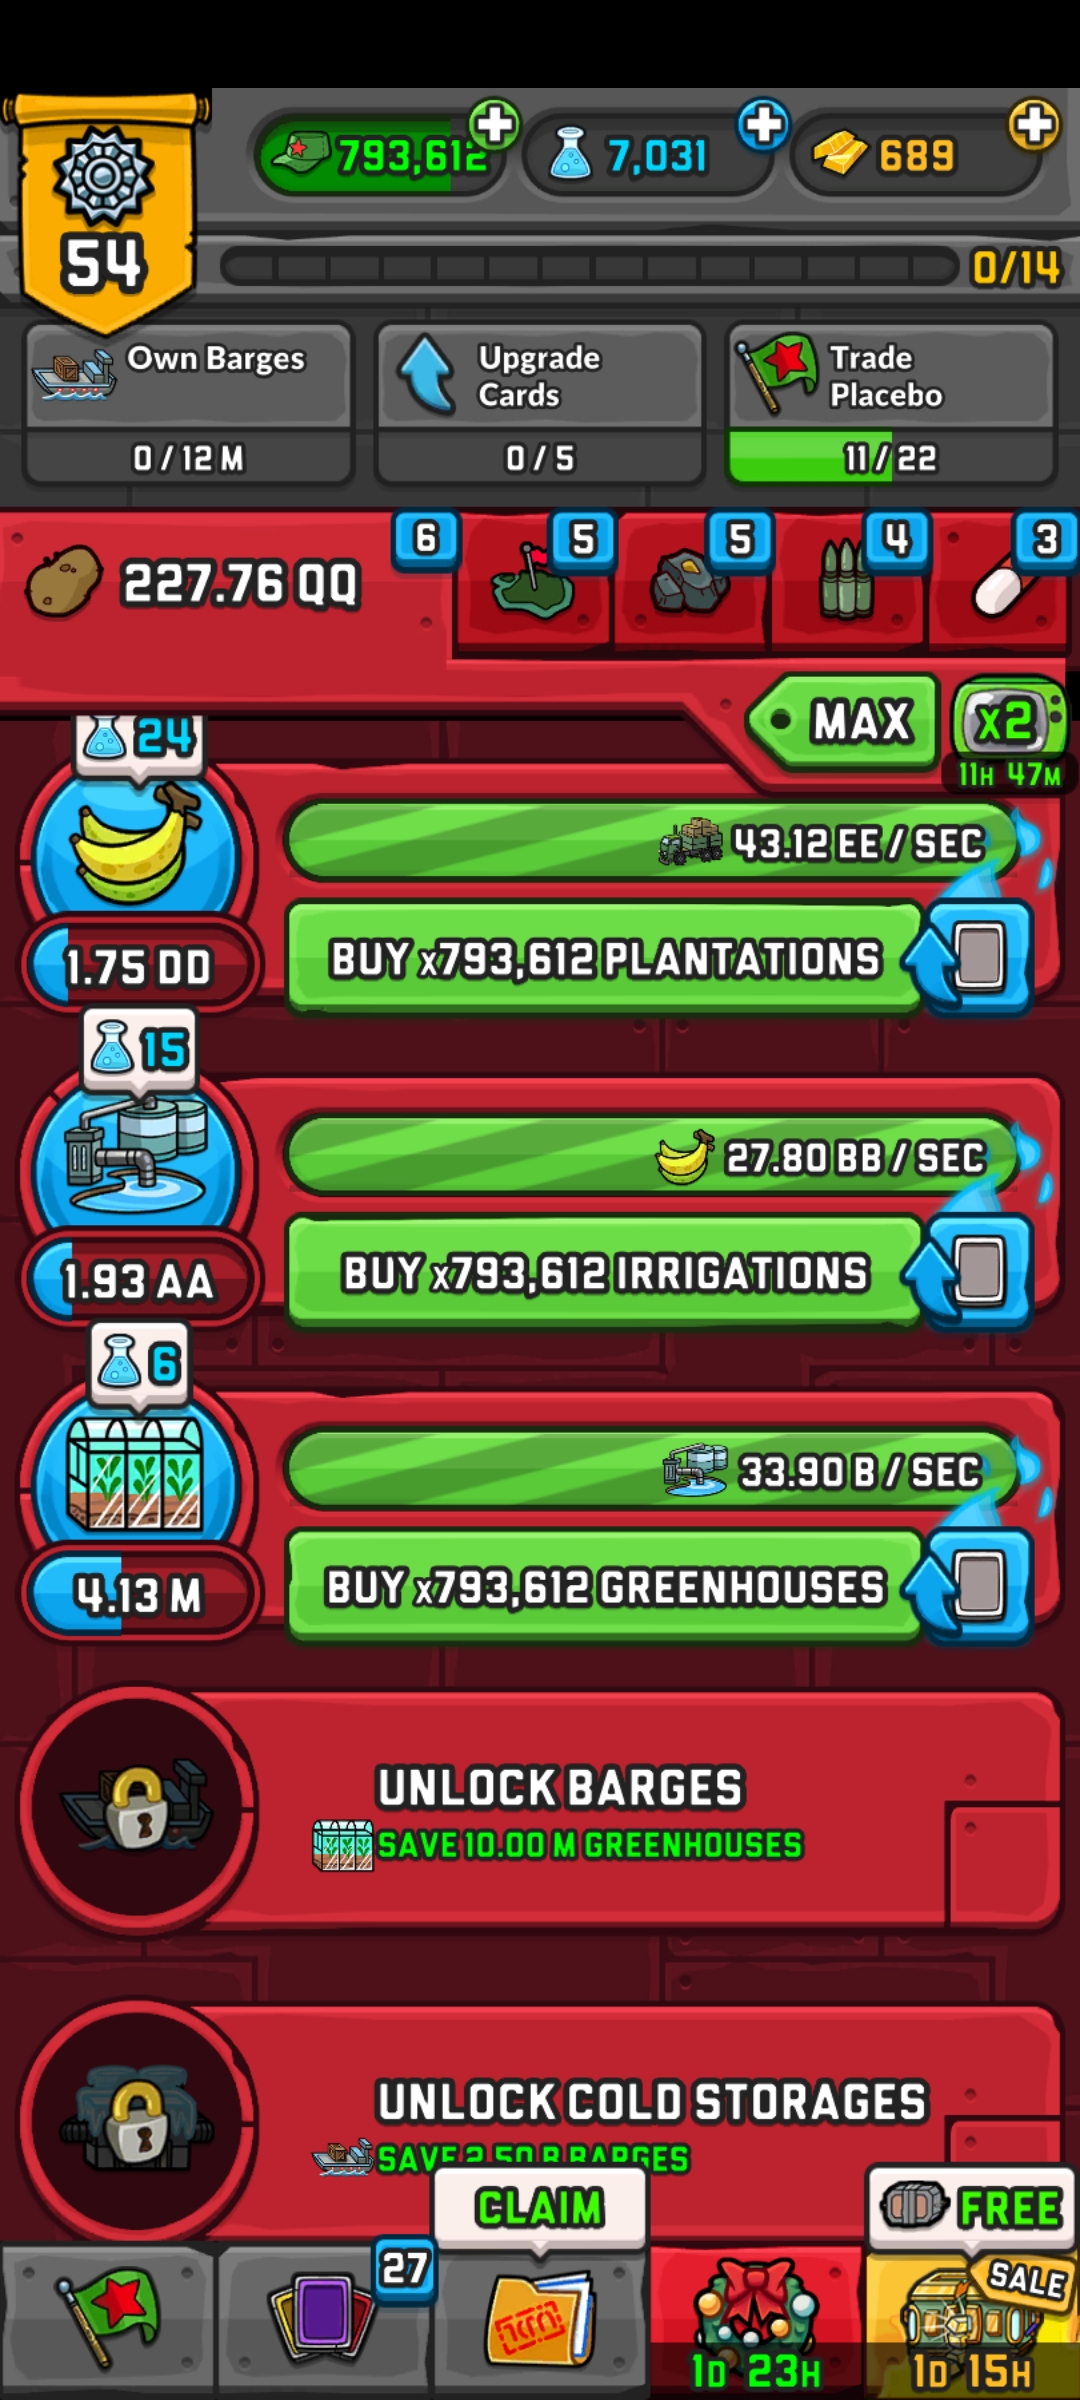 793,612
7,031
689
54
0/14
Own Barges
0 / 12 M
Upgrade
Cards
0 / 5
Trade
Placebo
11 / 22
227.76 QQ
6
5
5
4
3
MAX
x2
11H 47M
24
43.12 EE / SEC
1.75 DD
BUY x793,612 PLANTATIONS
15
27.80 BB / SEC
1.93 AA
BUY x793,612 IRRIGATIONS
6
33.90 B / SEC
4.13 M
BUY x793,612 GREENHOUSES
UNLOCK BARGES
SAVE 10.00 M GREENHOUSES
UNLOCK COLD STORAGES
SAVE 2.50 B BARGES
CLAIM
FREE
27
SALE
1D 23H
1D 15H